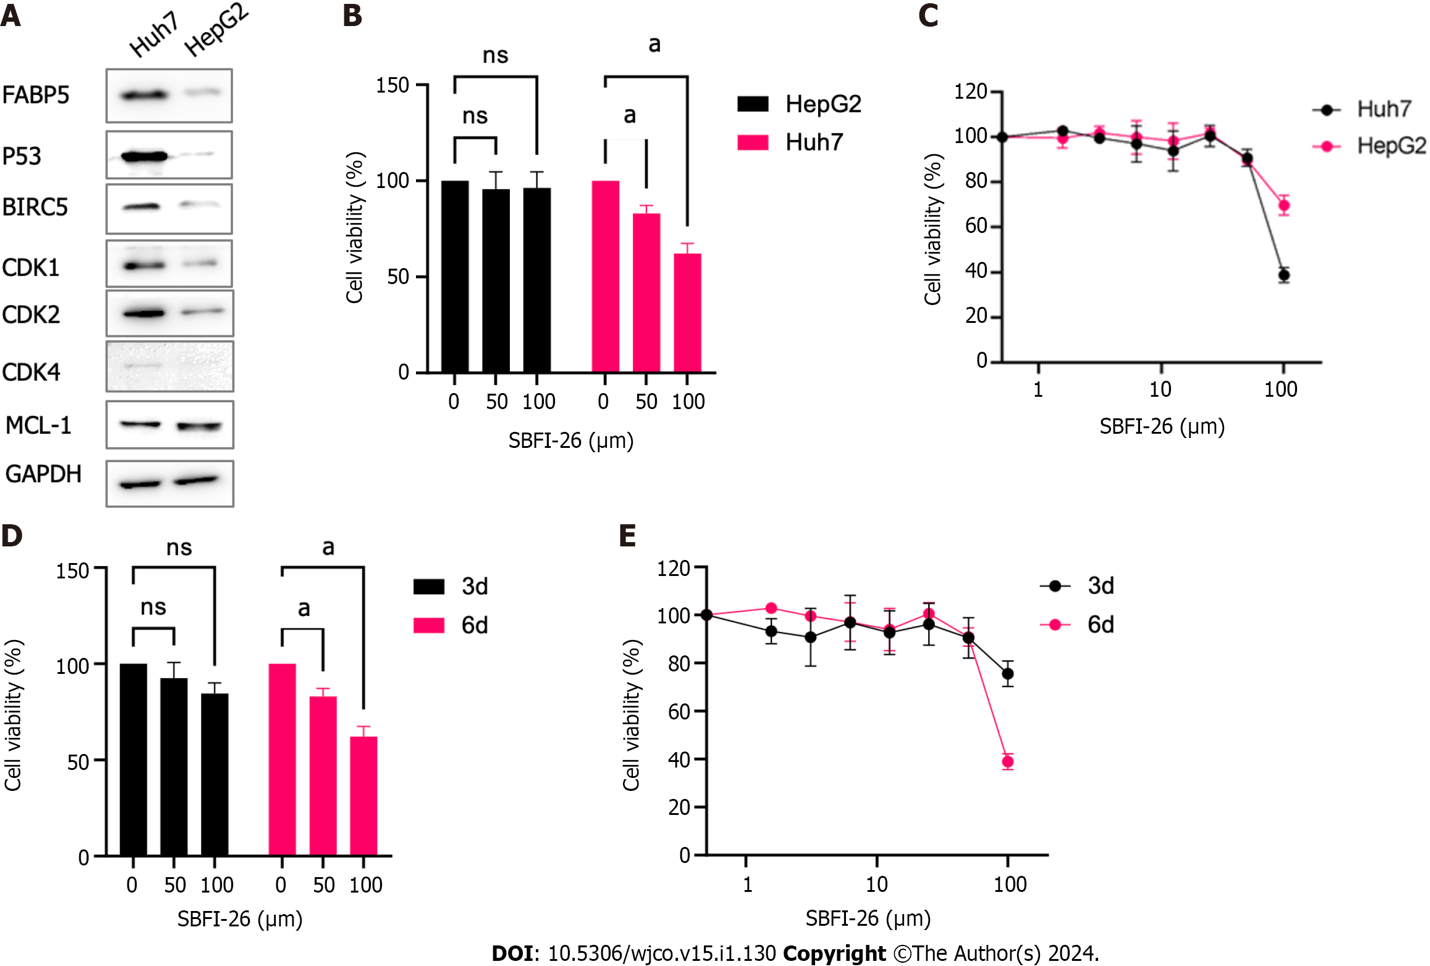 A
Huh7
HepG2
FABP5
P53
BIRC5
CDK1
CDK2
CDK4
MCL-1
GAPDH
B
Cell viability (%)
150
100
50
0
ns
ns
a
a
HepG2
Huh7
0 50 100 0 50 100
SBFI-26 (μm)
C
Cell viability (%)
120
100
80
60
40
20
0
Huh7
HepG2
1 10 100
SBFI-26 (μm)
D
Cell viability (%)
150
100
50
0
ns
ns
a
a
3d
6d
0 50 100 0 50 100
SBFI-26 (μm)
E
Cell viability (%)
120
100
80
60
40
20
0
3d
6d
1 10 100
SBFI-26 (μm)
DOI: 10.5306/wjco.v15.i1.130 Copyright ©The Author(s) 2024.